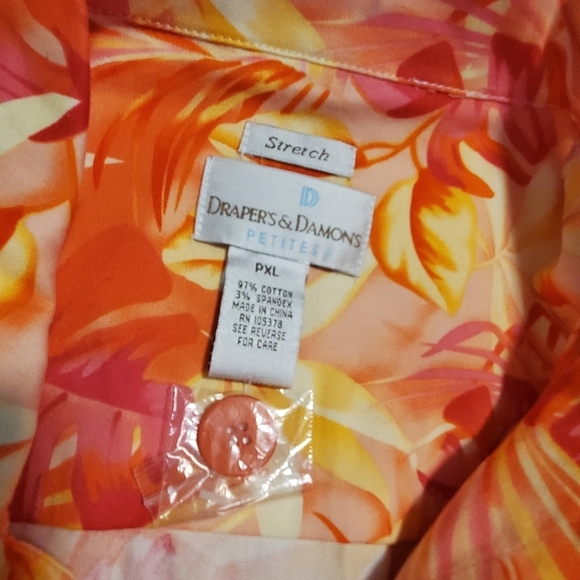 Stretch
D
DRAPER'S & DAMON'S
PETITES
PXL
97% COTTON
3% SPANDEX
MADE IN CHINA
RN 105378
SEE REVERSE
FOR CARE